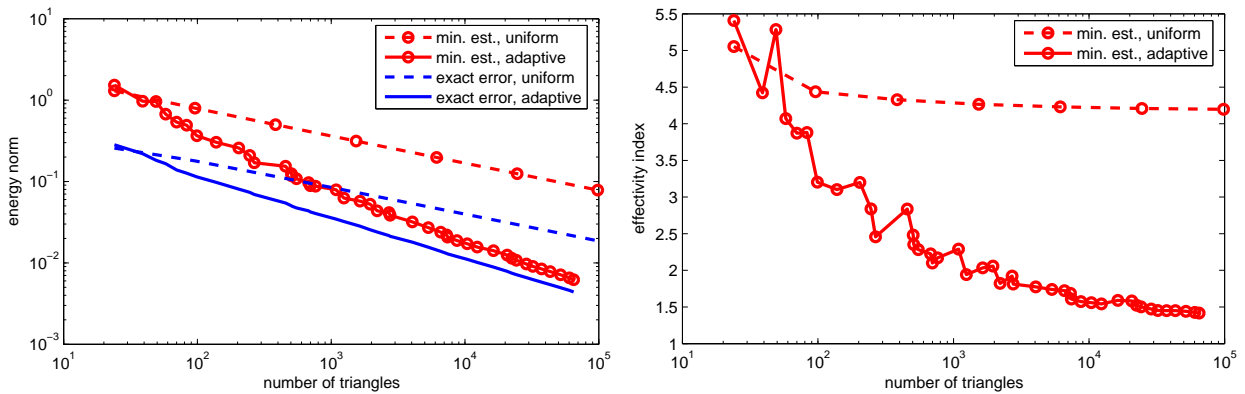 10^1
10^0
10^−1
10^−2
10^−3
energy norm
10^1
10^2
10^3
10^4
10^5
number of triangles
min. est., uniform
min. est., adaptive
exact error, uniform
exact error, adaptive
5.5
5
4.5
4
3.5
3
2.5
2
1.5
1
effectivity index
10^1
10^2
10^3
10^4
10^5
number of triangles
min. est., uniform
min. est., adaptive